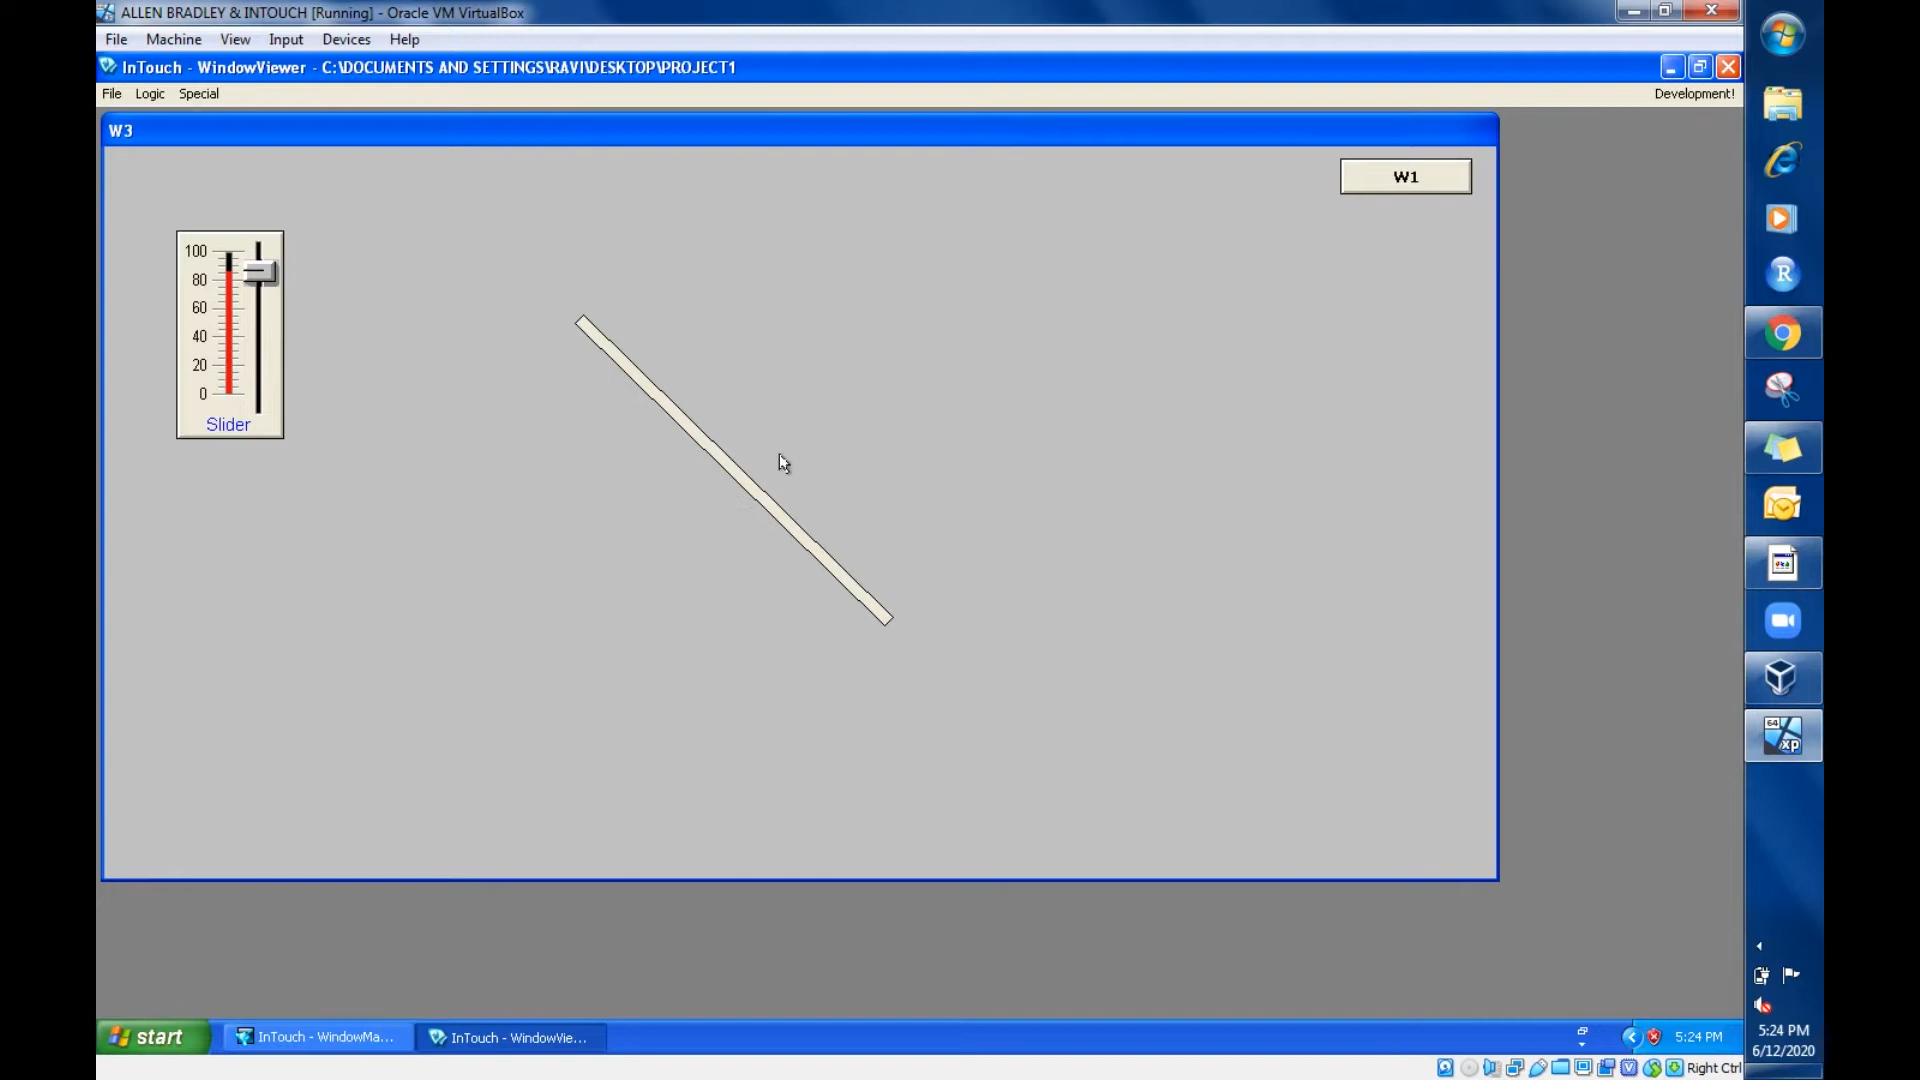 ALLEN BRADLEY & INTOUCH [Running] - Oracle VM VirtualBox
File Machine View Input Devices Help
InTouch - WindowViewer - C:\DOCUMENTS AND SETTINGS\RAVI\DESKTOP\PROJECT1
File Logic Special Development!
W3
W1
100
80
60
40
20
0
Slider
R
64
xp
start
InTouch - WindowMa...
InTouch - WindowVie...
5:24 PM
5:24 PM
6/12/2020
Right Ctrl